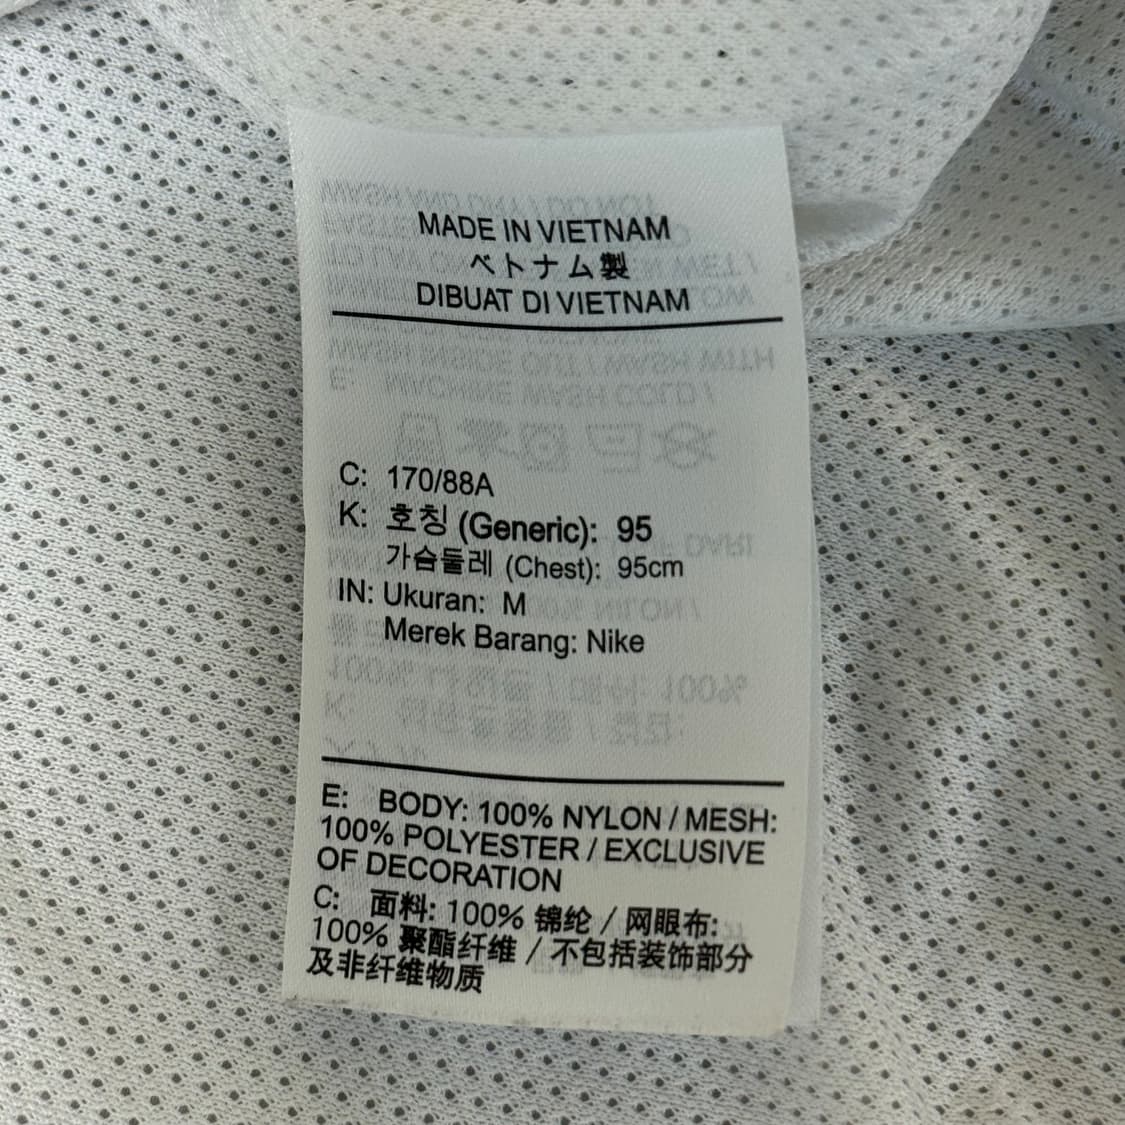 MADE IN VIETNAM
ベトナム製
DIBUAT DI VIETNAM
C: 170/88A
K: 호칭 (Generic): 95
가슴둘레 (Chest): 95cm
IN: Ukuran: M
Merek Barang: Nike
E: BODY: 100% NYLON / MESH:
100% POLYESTER / EXCLUSIVE
OF DECORATION
C: 面料: 100% 锦纶 / 网眼布:
100% 聚酯纤维 / 不包括装饰部分
及非纤维物质